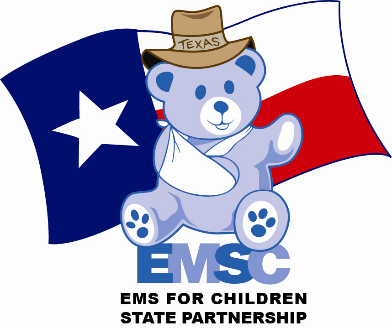 TEXAS
EMSC
EMS FOR CHILDREN
STATE PARTNERSHIP